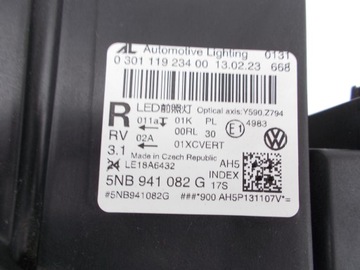 AL Automotive Lighting 0131
0 301 119 234 00 13.02.23 668
LED前照灯 Optical axis:Y590,Z794
R 011a 01K PL
00RL 30 E1 4983
RV 02A
01XCVERT
3.1 Made in Czech Republic
LE18A6432 AH5
INDEX
5NB 941 082 G 17S
#5NB941082G ###*900 AH5P131107V*=